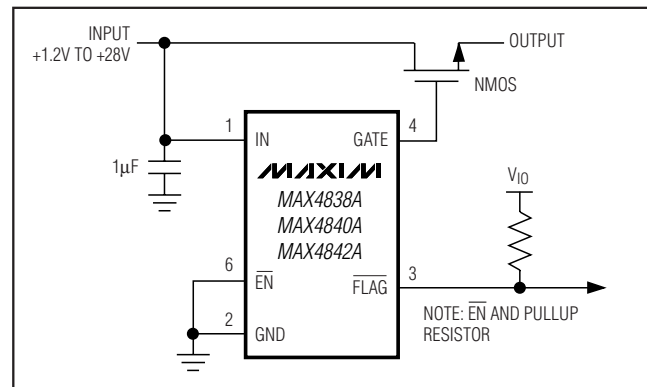 INPUT
+1.2V TO +28V
OUTPUT
NMOS
1
IN
GATE
4
1µF
MAXIM
MAX4838A
MAX4840A
MAX4842A
V_IO
6
EN
FLAG
3
2
GND
NOTE: EN AND PULLUP
RESISTOR